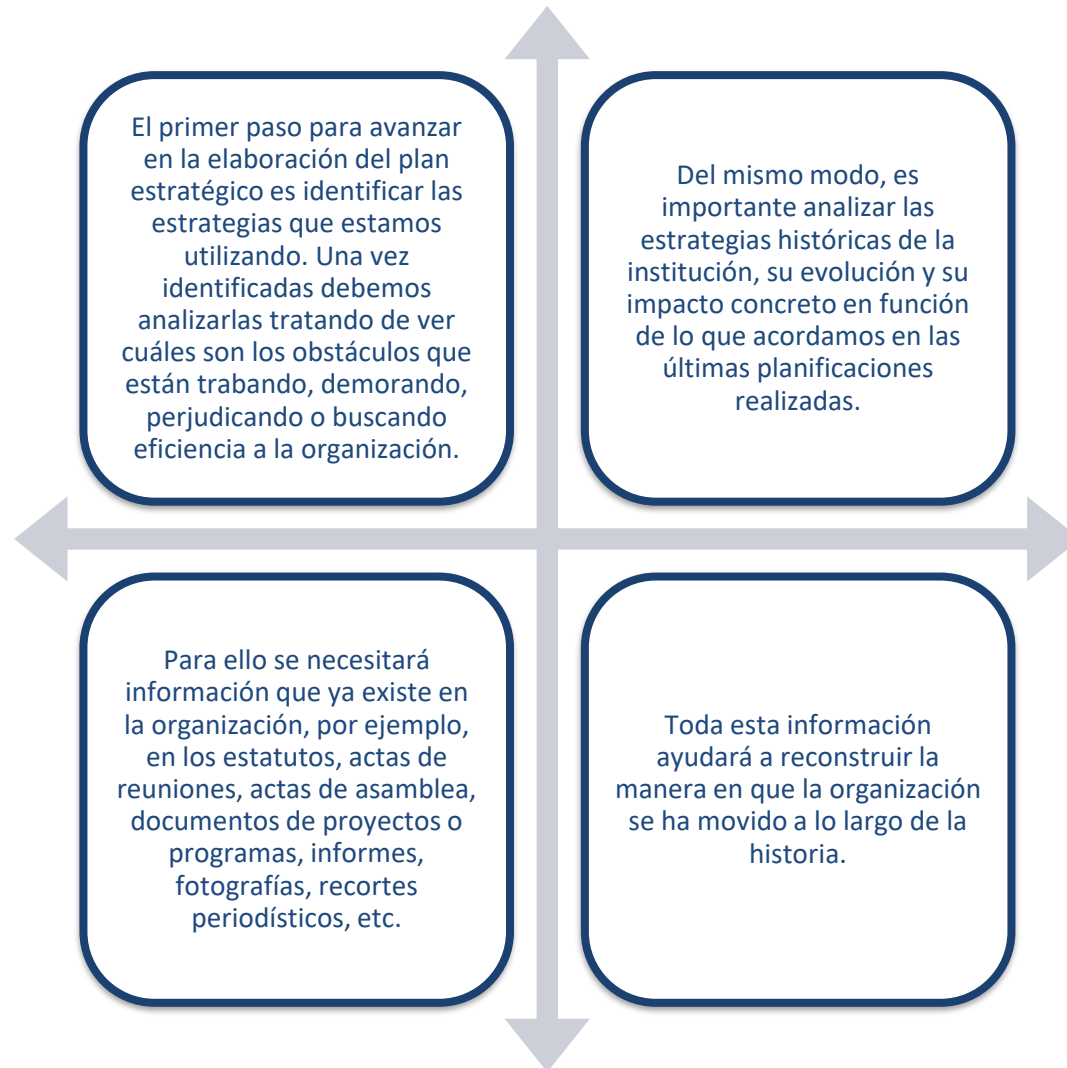 El primer paso para avanzar
en la elaboración del plan
estratégico es identificar las
estrategias que estamos
utilizando. Una vez
identificadas debemos
analizarlas tratando de ver
cuáles son los obstáculos que
están trabando, demorando,
perjudicando o buscando
eficiencia a la organización.
Del mismo modo, es
importante analizar las
estrategias históricas de la
institución, su evolución y su
impacto concreto en función
de lo que acordamos en las
últimas planificaciones
realizadas.
Para ello se necesitará
información que ya existe en
la organización, por ejemplo,
en los estatutos, actas de
reuniones, actas de asamblea,
documentos de proyectos o
programas, informes,
fotografías, recortes
periodísticos, etc.
Toda esta información
ayudará a reconstruir la
manera en que la organización
se ha movido a lo largo de la
historia.